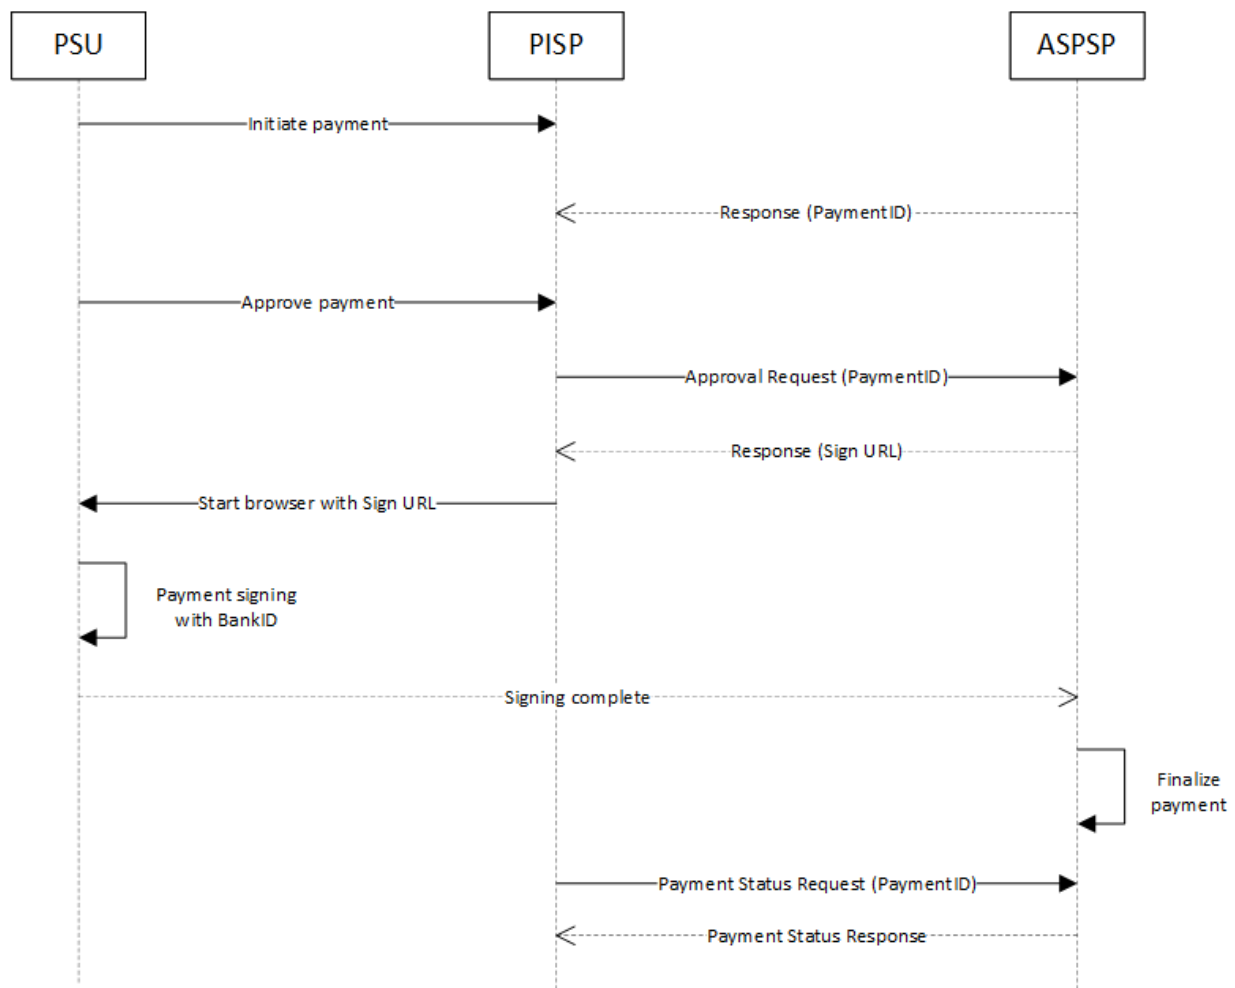 PSU
PISP
ASPSP
Initiate payment
Response (PaymentID)
Approve payment
Approval Request (PaymentID)
Response (Sign URL)
Start browser with Sign URL
Payment signing
with BankID
Signing complete
Finalize
payment
Payment Status Request (PaymentID)
Payment Status Response